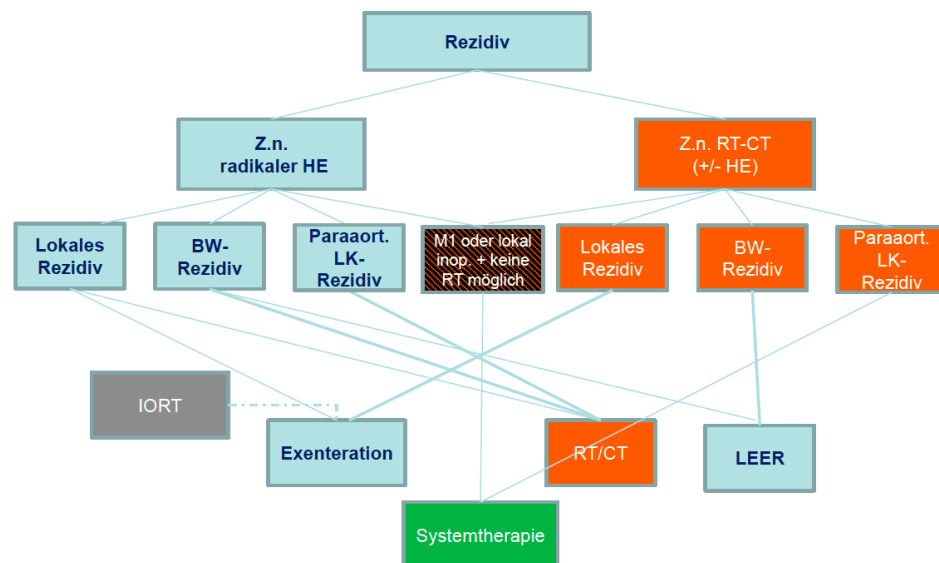 Rezidiv
Z.n.
radikaler HE
Z.n. RT-CT
(+/- HE)
Lokales
Rezidiv
BW-
Rezidiv
Paraaort.
LK-
Rezidiv
M1 oder lokal
inop. + keine
RT möglich
Lokales
Rezidiv
BW-
Rezidiv
Paraaort.
LK-
Rezidiv
IORT
Exenteration
RT/CT
LEER
Systemtherapie